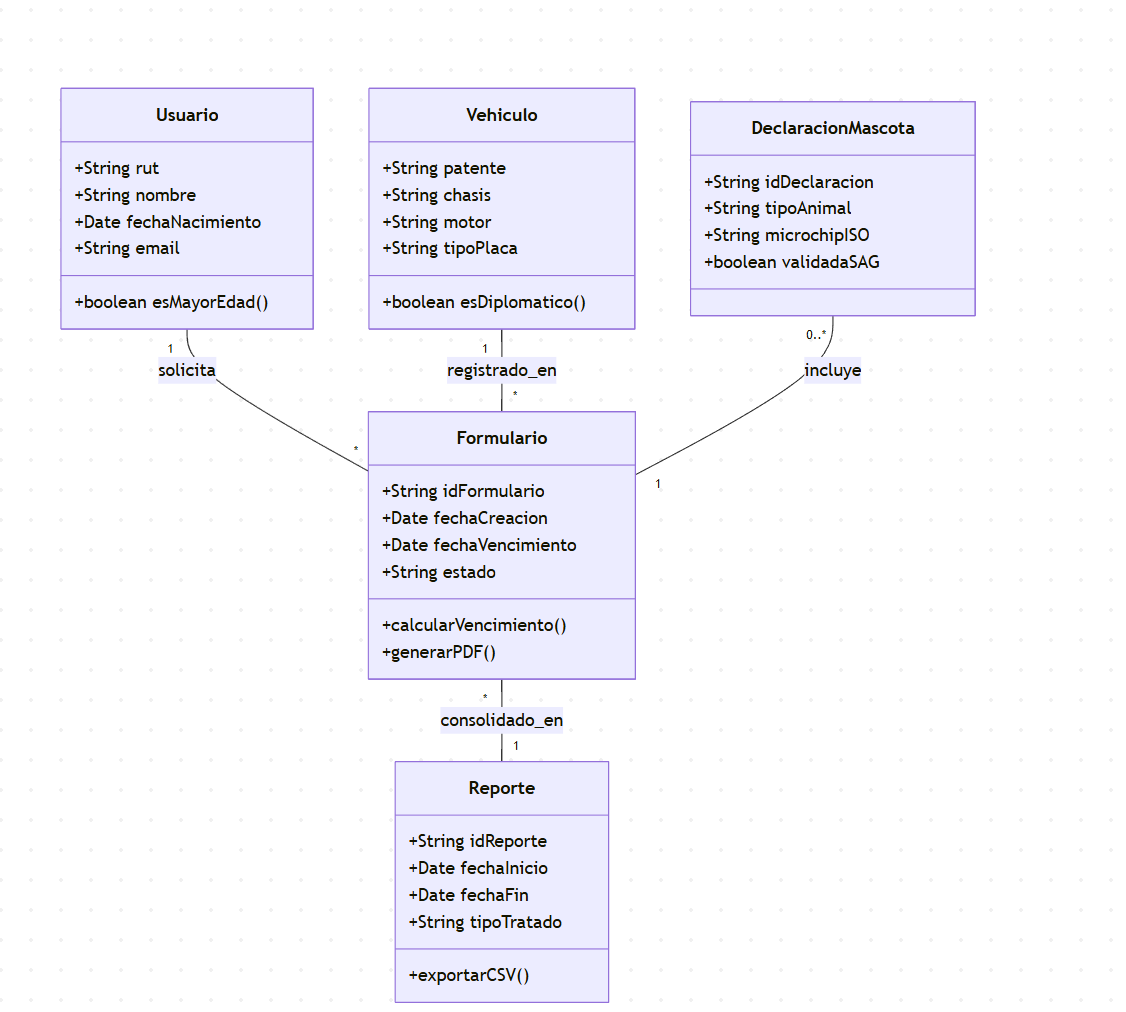 Usuario
+String rut
+String nombre
+Date fechaNacimiento
+String email
+boolean esMayorEdad()
Vehiculo
+String patente
+String chasis
+String motor
+String tipoPlaca
+boolean esDiplomatico()
DeclaracionMascota
+String idDeclaracion
+String tipoAnimal
+String microchipISO
+boolean validadaSAG
1
solicita
*
1
registrado_en
*
0..*
incluye
1
Formulario
+String idFormulario
+Date fechaCreacion
+Date fechaVencimiento
+String estado
+calcularVencimiento()
+generarPDF()
*
consolidado_en
1
Reporte
+String idReporte
+Date fechaInicio
+Date fechaFin
+String tipoTratado
+exportarCSV()